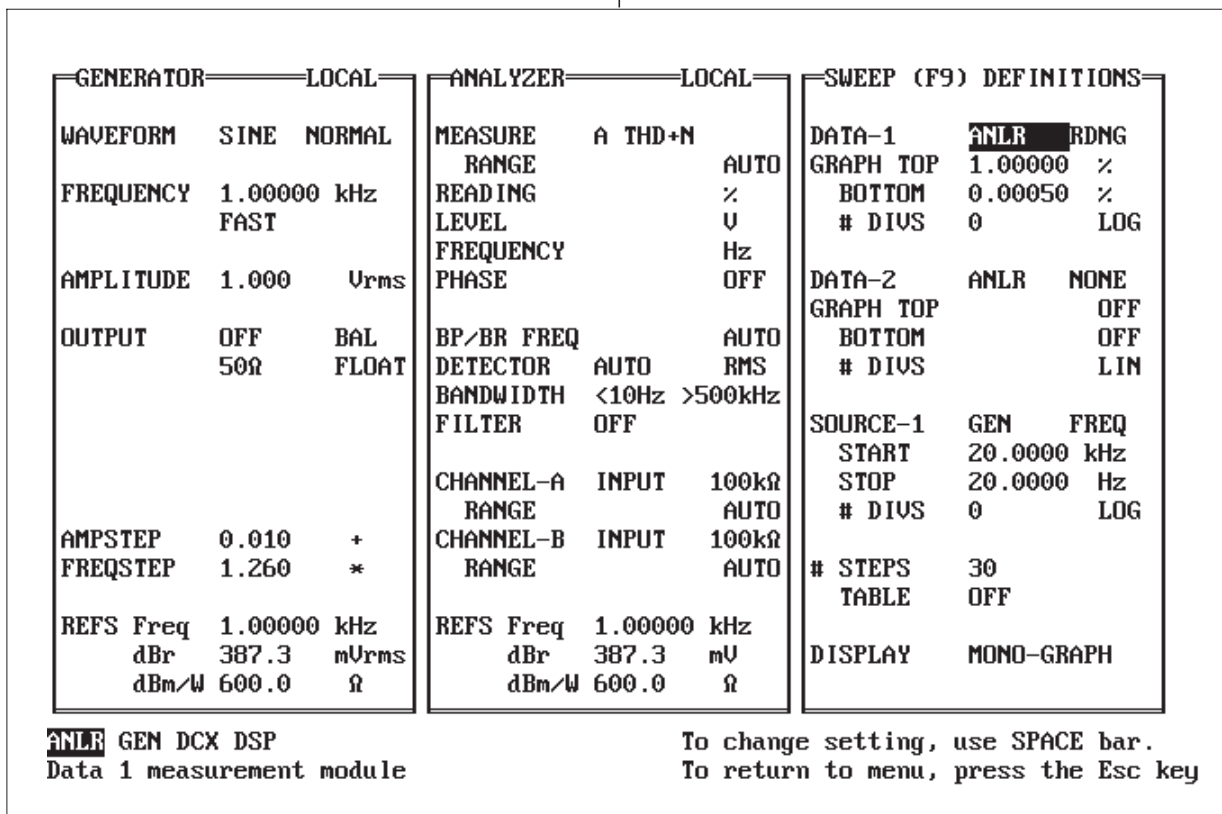 GENERATOR LOCAL
WAVEFORM SINE NORMAL
FREQUENCY 1.00000 kHz
FAST
AMPLITUDE 1.000 Vrms
OUTPUT OFF BAL
50Ω FLOAT
AMPSTEP 0.010 +
FREQSTEP 1.260 *
REFS Freq 1.00000 kHz
dBr 387.3 mVrms
dBm/W 600.0 Ω
ANALYZER LOCAL
MEASURE A THD+N
RANGE AUTO
READING %
LEVEL V
FREQUENCY Hz
PHASE OFF
BP/BR FREQ AUTO
DETECTOR AUTO RMS
BANDWIDTH <10Hz >500kHz
FILTER OFF
CHANNEL-A INPUT 100kΩ
RANGE AUTO
CHANNEL-B INPUT 100kΩ
RANGE AUTO
REFS Freq 1.00000 kHz
dBr 387.3 mV
dBm/W 600.0 Ω
SWEEP (F9) DEFINITIONS
DATA-1 ANLR RDNG
GRAPH TOP 1.00000 %
BOTTOM 0.00050 %
# DIVS 0 LOG
DATA-2 ANLR NONE
GRAPH TOP OFF
BOTTOM OFF
# DIVS LIN
SOURCE-1 GEN FREQ
START 20.0000 kHz
STOP 20.0000 Hz
# DIVS 0 LOG
# STEPS 30
TABLE OFF
DISPLAY MONO-GRAPH
ANLR GEN DCX DSP
Data 1 measurement module
To change setting, use SPACE bar.
To return to menu, press the Esc key